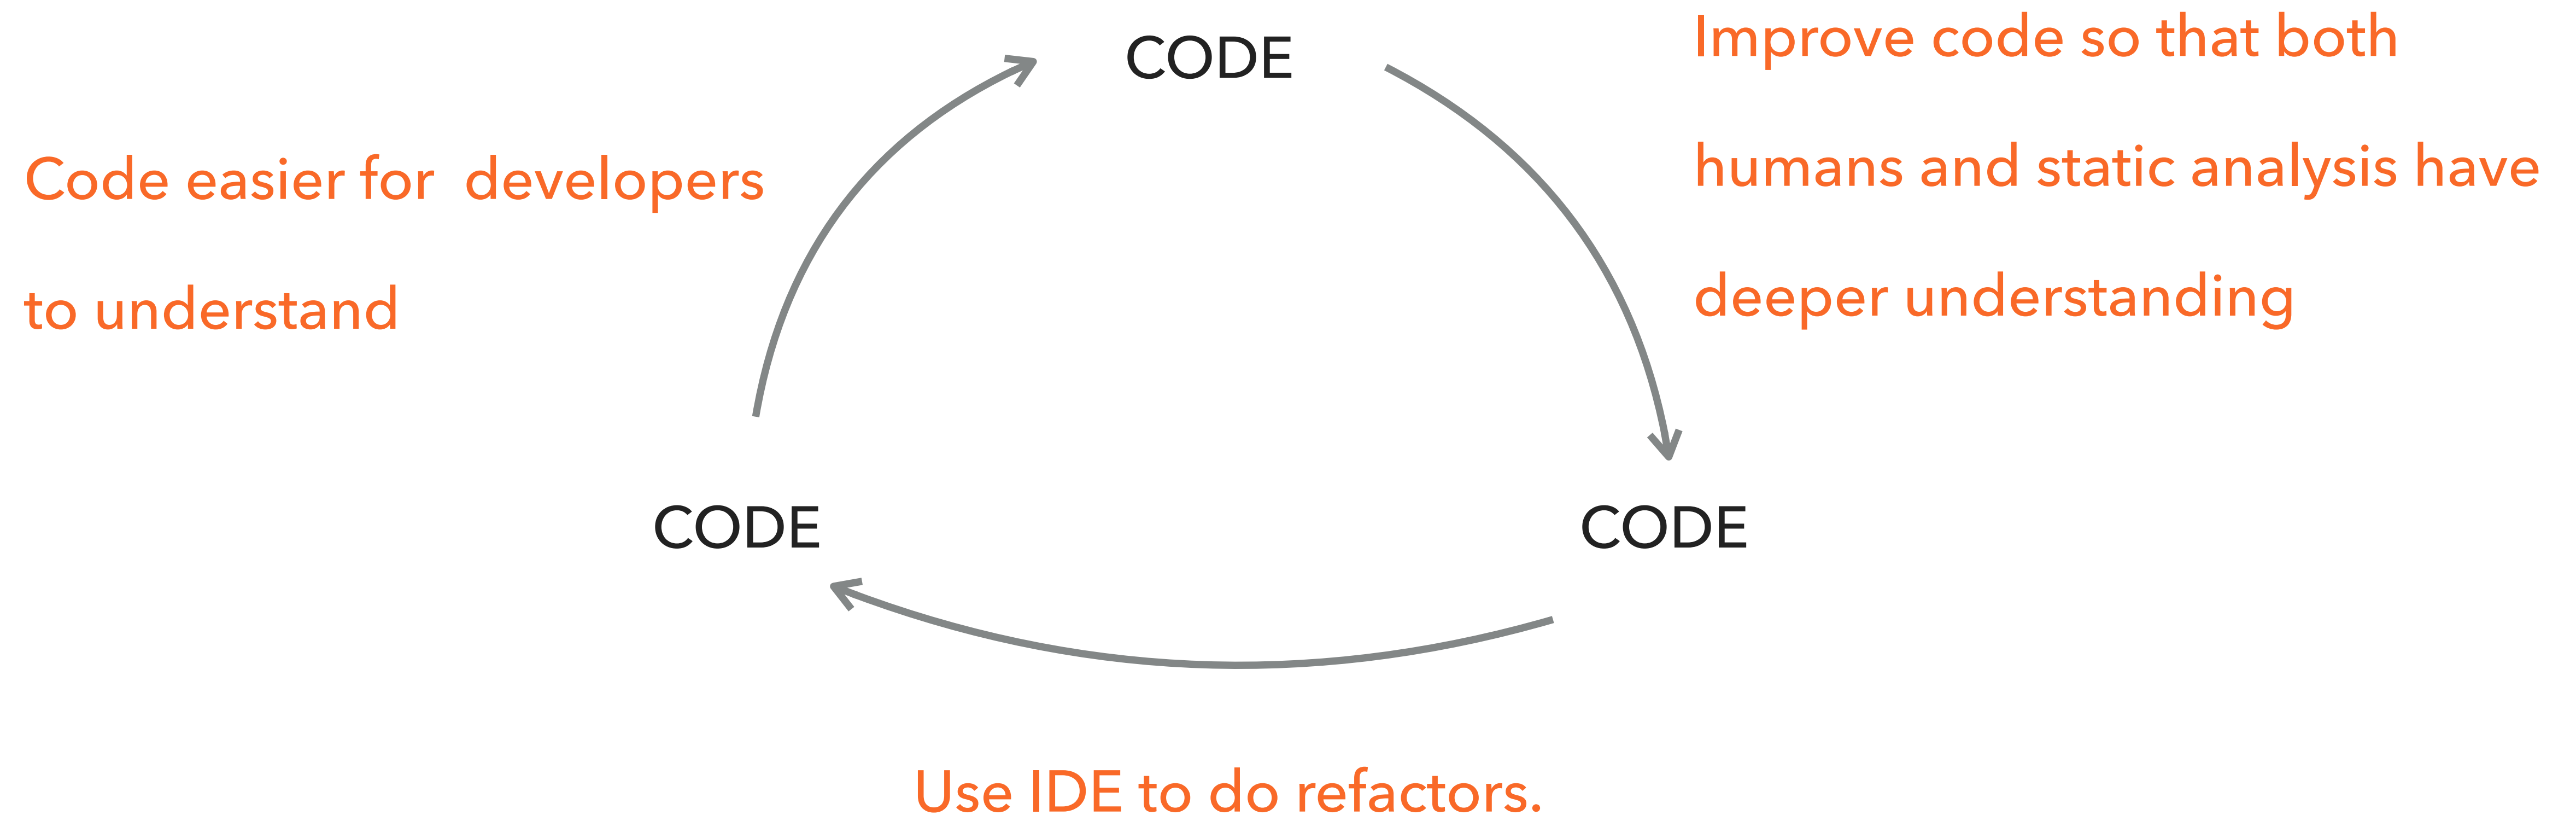 CODE
Improve code so that both
humans and static analysis have
deeper understanding
Code easier for  developers
to understand
CODE
CODE
Use IDE to do refactors.